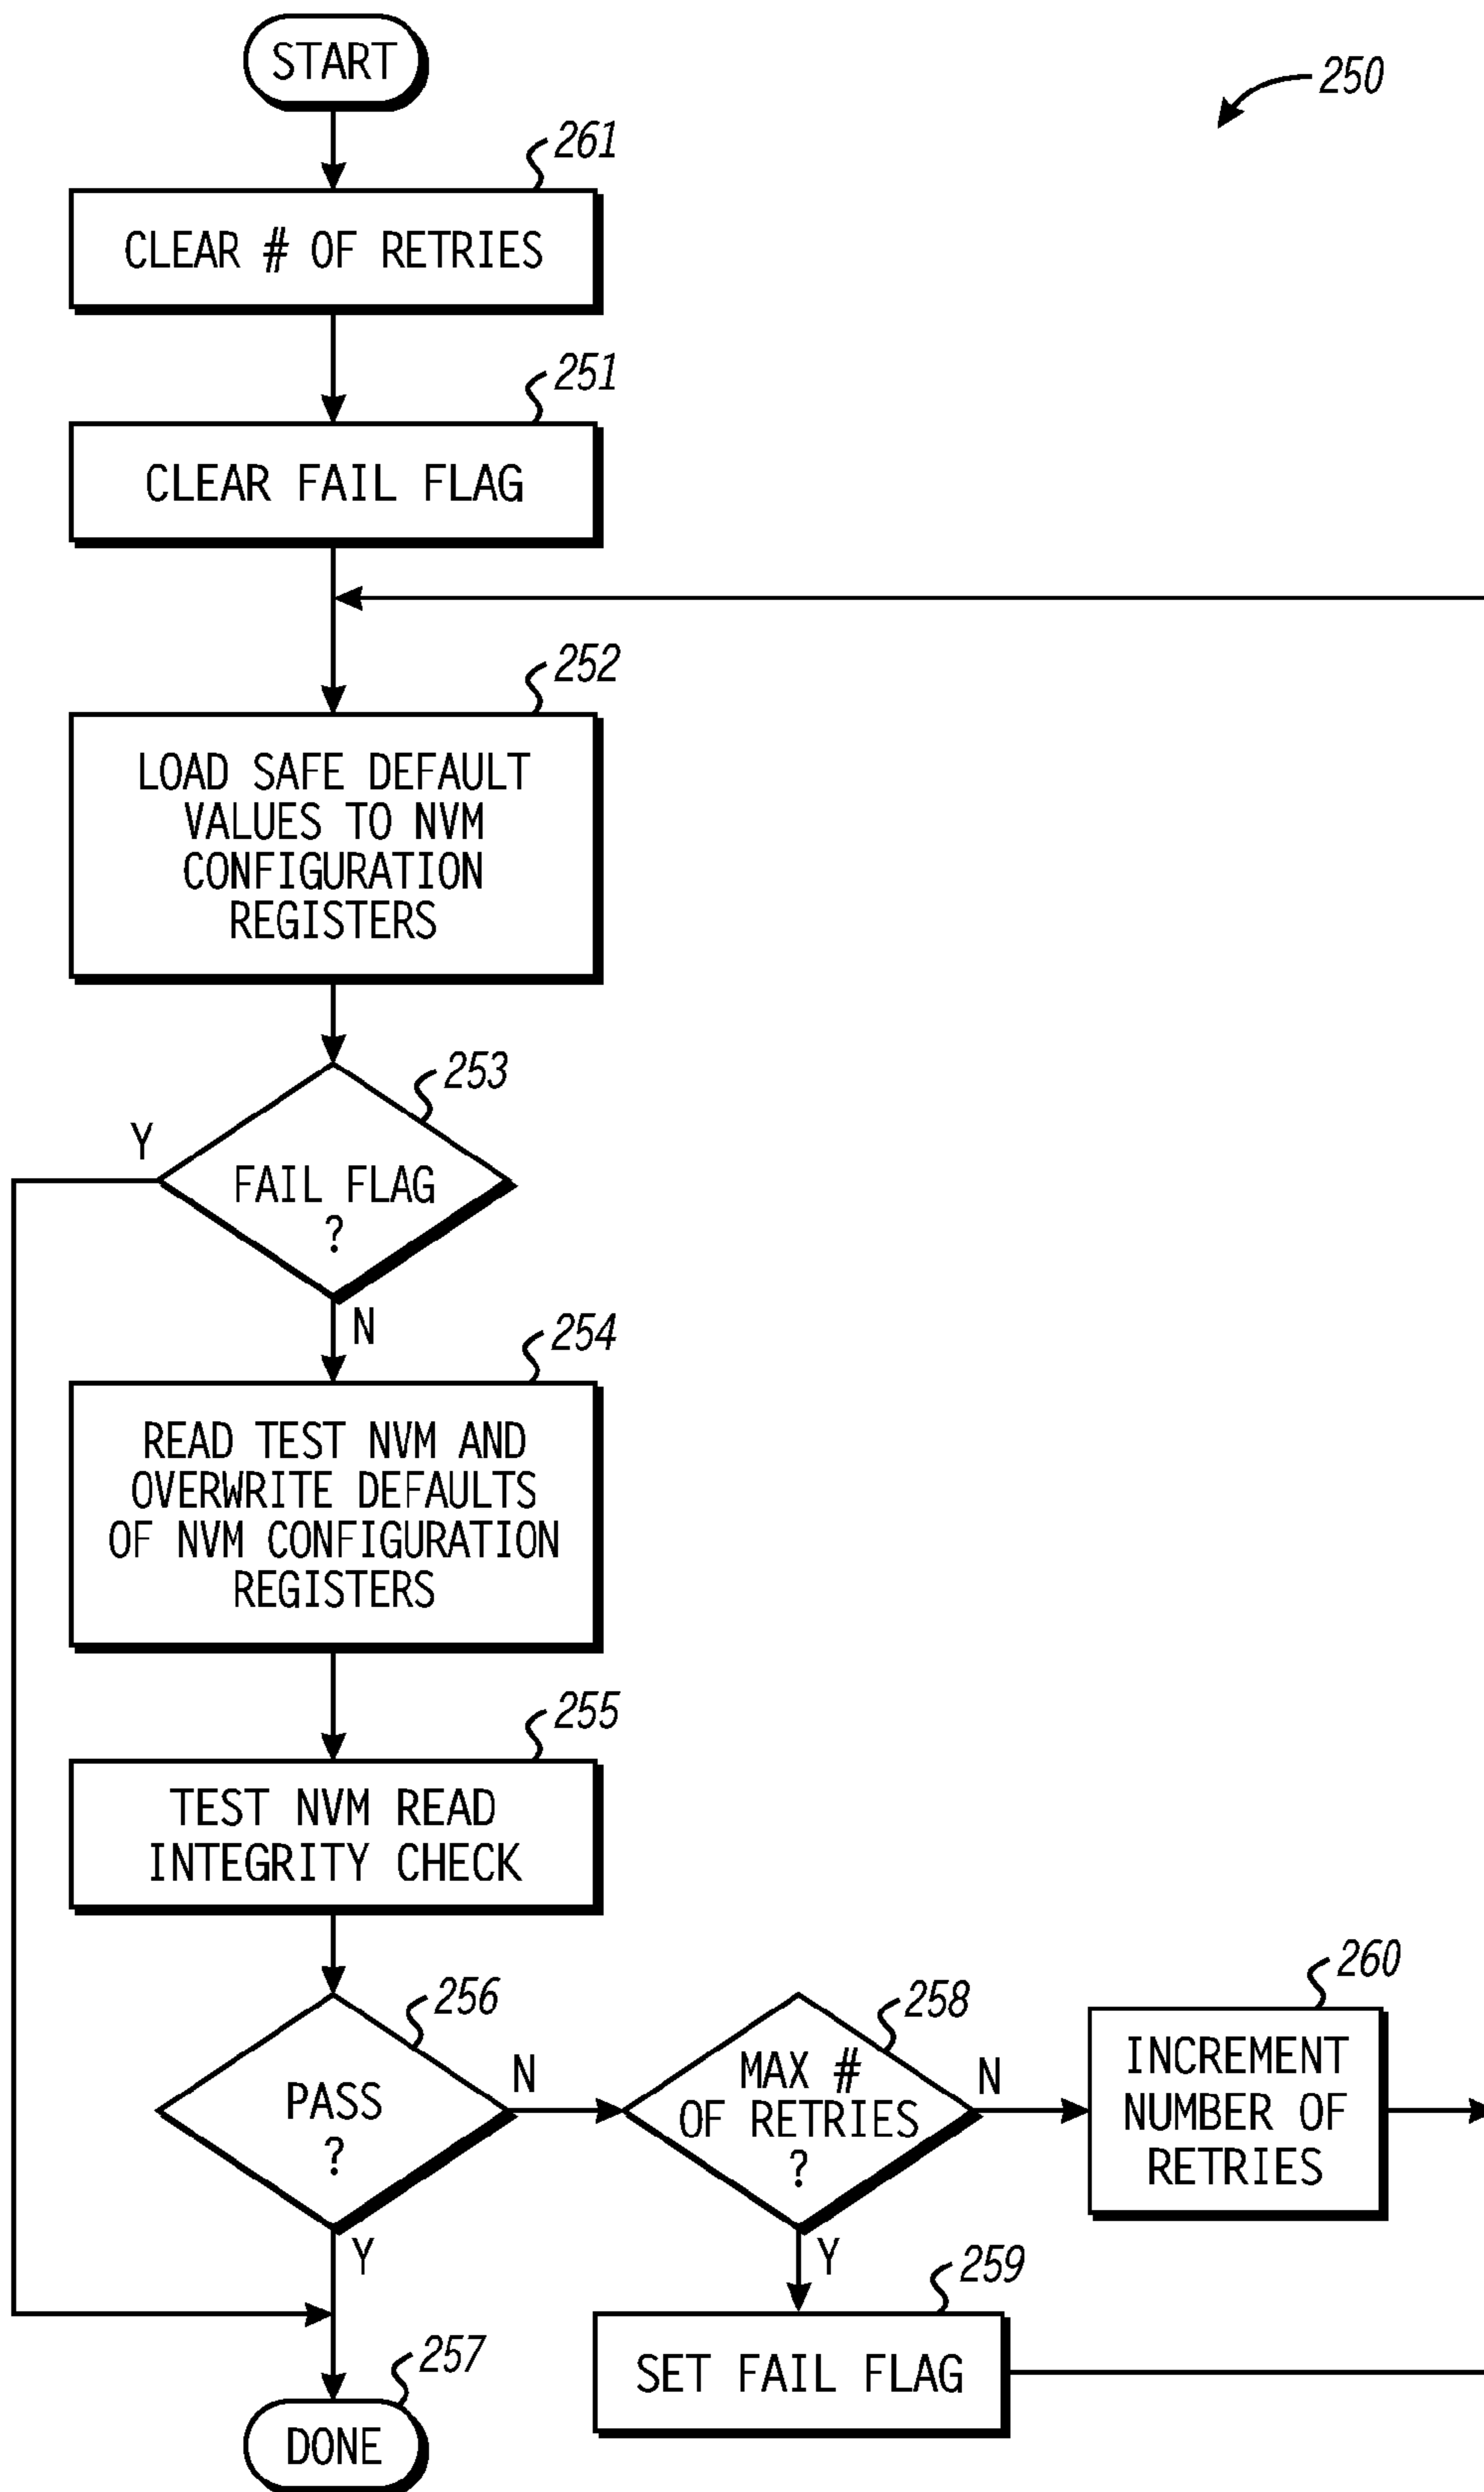 START
250
261
CLEAR # OF RETRIES
251
CLEAR FAIL FLAG
252
LOAD SAFE DEFAULT
VALUES TO NVM
CONFIGURATION
REGISTERS
253
Y
FAIL FLAG
?
N
254
READ TEST NVM AND
OVERWRITE DEFAULTS
OF NVM CONFIGURATION
REGISTERS
255
TEST NVM READ
INTEGRITY CHECK
256
PASS
?
N
Y
258
MAX #
OF RETRIES
?
N
Y
260
INCREMENT
NUMBER OF
RETRIES
259
SET FAIL FLAG
257
DONE